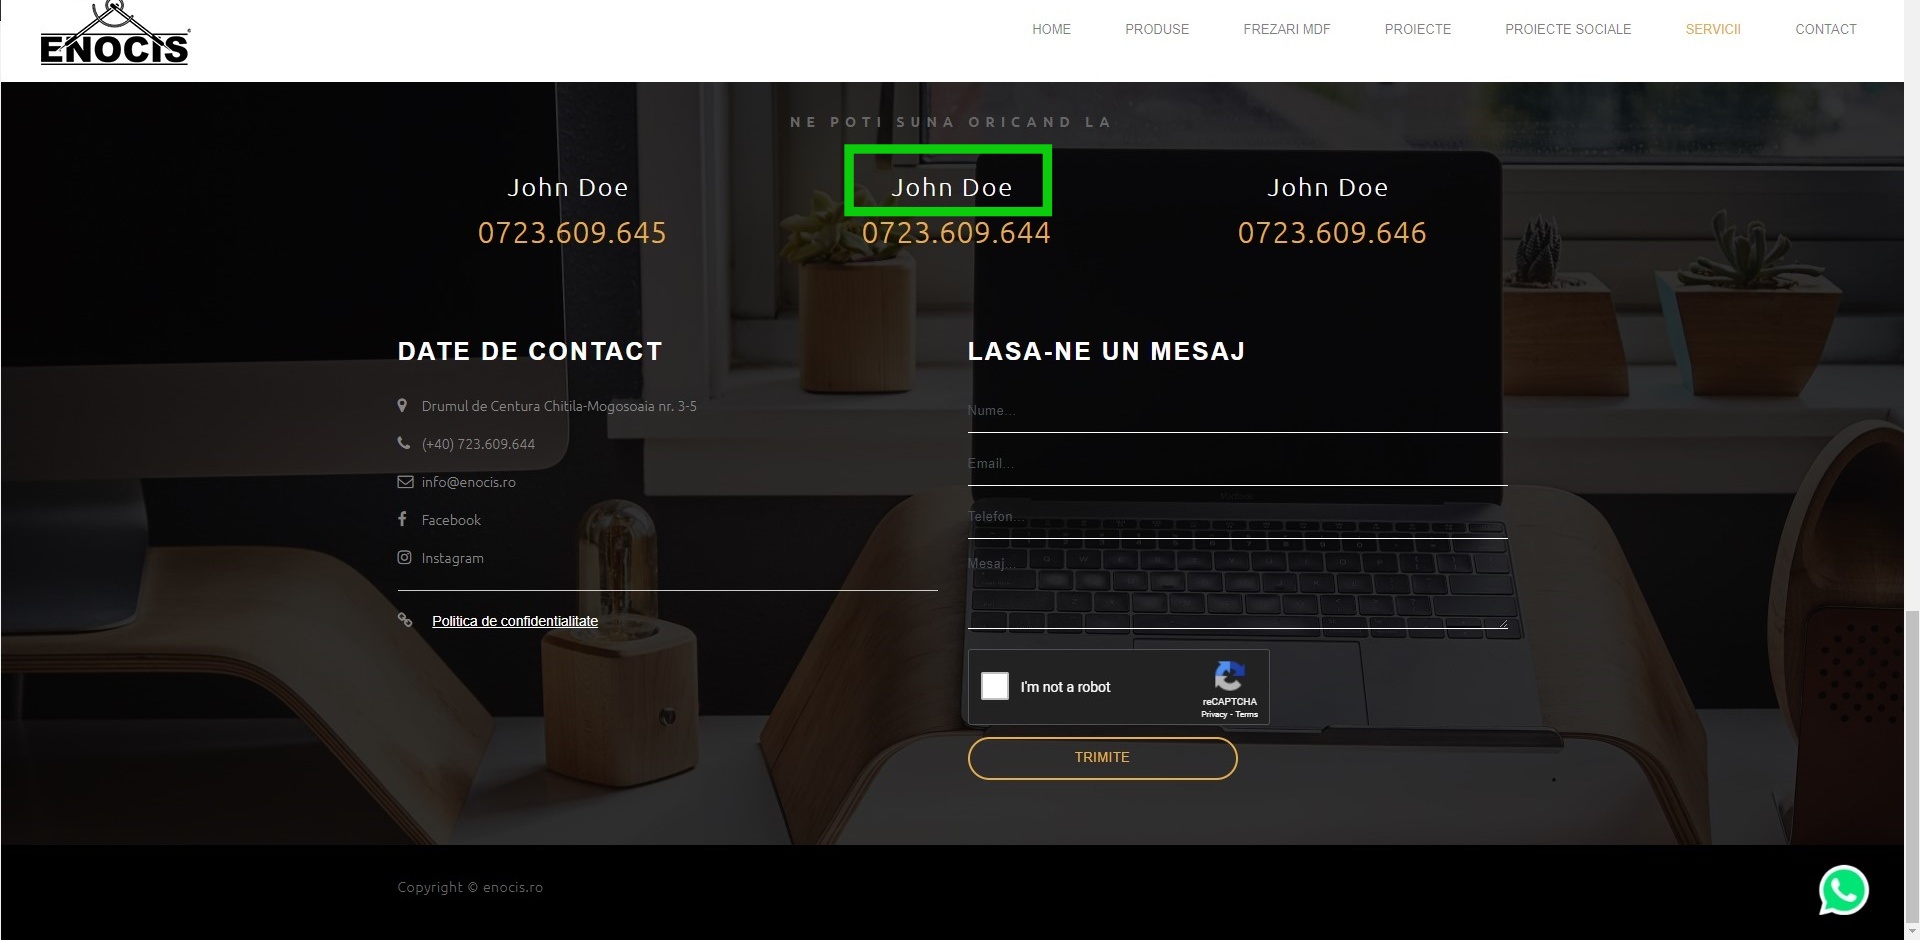 ENOCIS
HOME PRODUSE FREZARI MDF PROIECTE PROIECTE SOCIALE SERVICII CONTACT
NE POTI SUNA ORICAND LA
John Doe John Doe John Doe
0723.609.645 0723.609.644 0723.609.646
DATE DE CONTACT
Drumul de Centura Chitila-Mogosoaia nr. 3-5
(+40) 723.609.644
info@enocis.ro
Facebook
Instagram
Politica de confidentialitate
LASA-NE UN MESAJ
Nume...
Email...
Telefon...
Mesaj...
I'm not a robot
reCAPTCHA
Privacy - Terms
TRIMITE
Copyright © enocis.ro